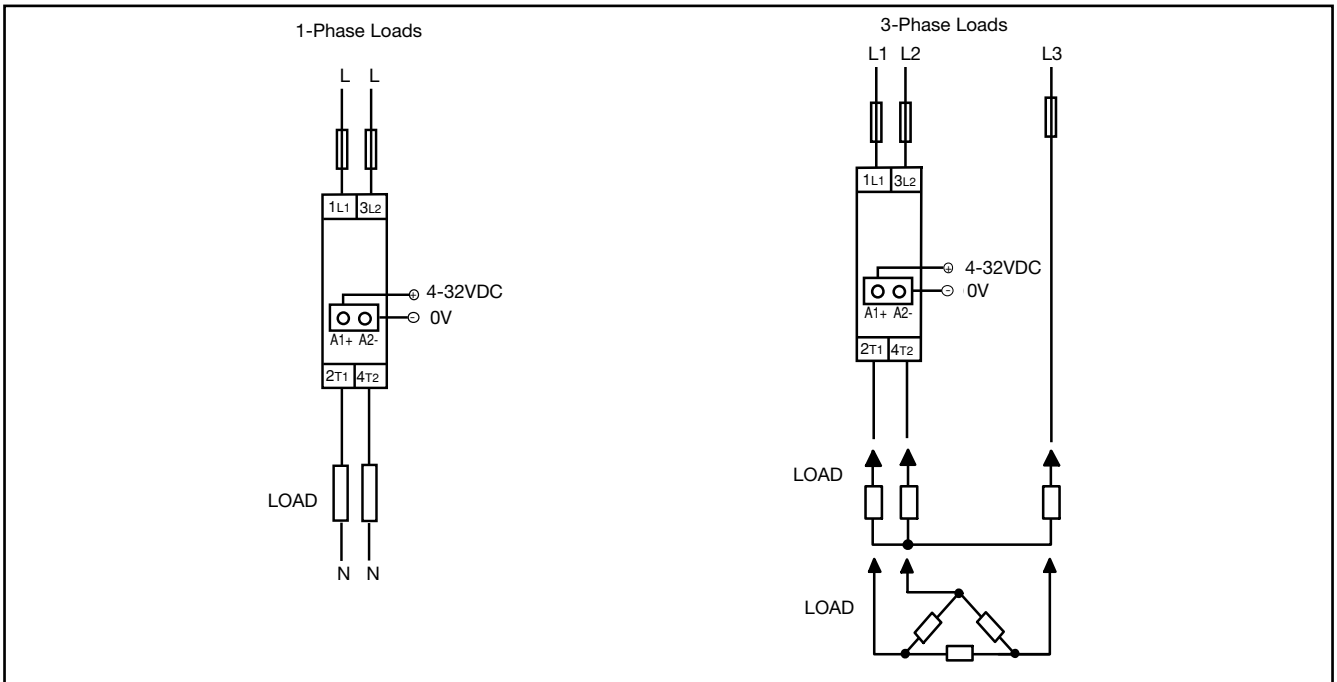 1-Phase Loads
L L
1L1 3L2
4-32VDC
0V
A1+ A2-
2T1 4T2
LOAD
N N
3-Phase Loads
L1 L2 L3
1L1 3L2
4-32VDC
0V
A1+ A2-
2T1 4T2
LOAD
LOAD